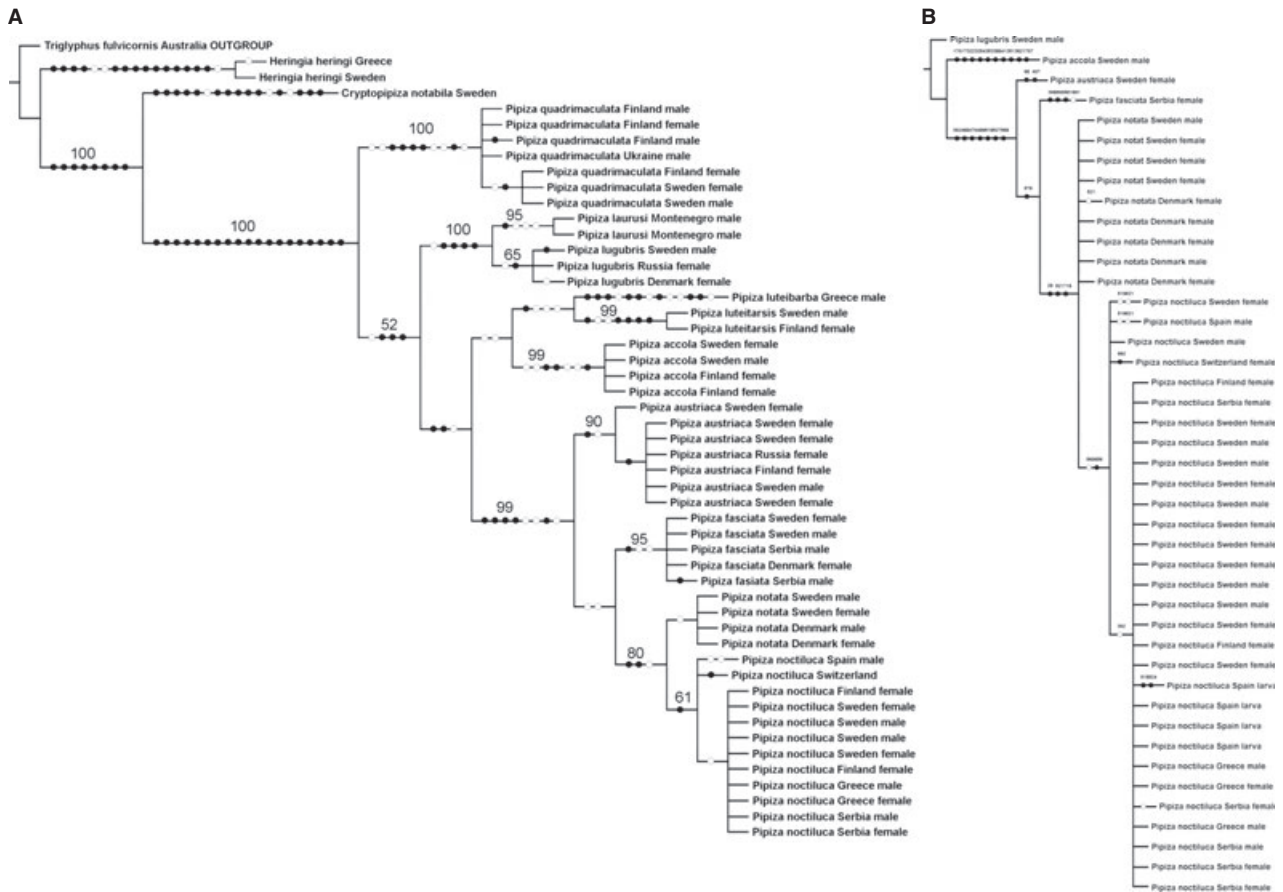 A
Triglyphus fulvicornis Australia OUTGROUP
Heringia heringi Greece
Heringia heringi Sweden
Cryptopipiza notabila Sweden
100
100
100
Pipiza quadrimaculata Finland male
Pipiza quadrimaculata Finland female
Pipiza quadrimaculata Finland male
Pipiza quadrimaculata Ukraine male
Pipiza quadrimaculata Finland female
Pipiza quadrimaculata Sweden female
Pipiza quadrimaculata Sweden male
52
100
95
Pipiza laurusi Montenegro male
Pipiza laurusi Montenegro male
65
Pipiza lugubris Sweden male
Pipiza lugubris Russia female
Pipiza lugubris Denmark female
Pipiza luteibarba Greece male
99
Pipiza luteitarsis Sweden male
Pipiza luteitarsis Finland female
99
Pipiza accola Sweden female
Pipiza accola Sweden male
Pipiza accola Finland female
Pipiza accola Finland female
99
90
Pipiza austriaca Sweden female
Pipiza austriaca Sweden female
Pipiza austriaca Sweden female
Pipiza austriaca Russia female
Pipiza austriaca Finland female
Pipiza austriaca Sweden male
Pipiza austriaca Sweden female
95
Pipiza fasciata Sweden female
Pipiza fasciata Sweden male
Pipiza fasciata Serbia male
Pipiza fasciata Denmark female
Pipiza fasiata Serbia male
80
Pipiza notata Sweden male
Pipiza notata Sweden female
Pipiza notata Denmark male
Pipiza notata Denmark female
61
Pipiza noctiluca Spain male
Pipiza noctiluca Switzerland
Pipiza noctiluca Finland female
Pipiza noctiluca Sweden female
Pipiza noctiluca Sweden male
Pipiza noctiluca Sweden male
Pipiza noctiluca Sweden female
Pipiza noctiluca Finland female
Pipiza noctiluca Greece male
Pipiza noctiluca Greece female
Pipiza noctiluca Serbia male
Pipiza noctiluca Serbia female
B
Pipiza lugubris Sweden male
Pipiza accola Sweden male
Pipiza austriaca Sweden female
Pipiza fasciata Serbia female
Pipiza notata Sweden male
Pipiza notat Sweden female
Pipiza notat Sweden male
Pipiza notat Sweden female
Pipiza notata Denmark female
Pipiza notata Denmark female
Pipiza notata Denmark female
Pipiza notata Denmark male
Pipiza notata Denmark female
Pipiza noctiluca Sweden female
Pipiza noctiluca Spain male
Pipiza noctiluca Sweden male
Pipiza noctiluca Switzerland female
Pipiza noctiluca Finland female
Pipiza noctiluca Serbia female
Pipiza noctiluca Sweden female
Pipiza noctiluca Sweden male
Pipiza noctiluca Sweden male
Pipiza noctiluca Sweden female
Pipiza noctiluca Sweden male
Pipiza noctiluca Sweden female
Pipiza noctiluca Sweden female
Pipiza noctiluca Sweden female
Pipiza noctiluca Sweden male
Pipiza noctiluca Sweden male
Pipiza noctiluca Sweden female
Pipiza noctiluca Finland female
Pipiza noctiluca Sweden female
Pipiza noctiluca Spain larva
Pipiza noctiluca Spain larva
Pipiza noctiluca Spain larva
Pipiza noctiluca Spain larva
Pipiza noctiluca Greece male
Pipiza noctiluca Greece female
Pipiza noctiluca Serbia female
Pipiza noctiluca Greece male
Pipiza noctiluca Serbia male
Pipiza noctiluca Serbia female
Pipiza noctiluca Serbia female